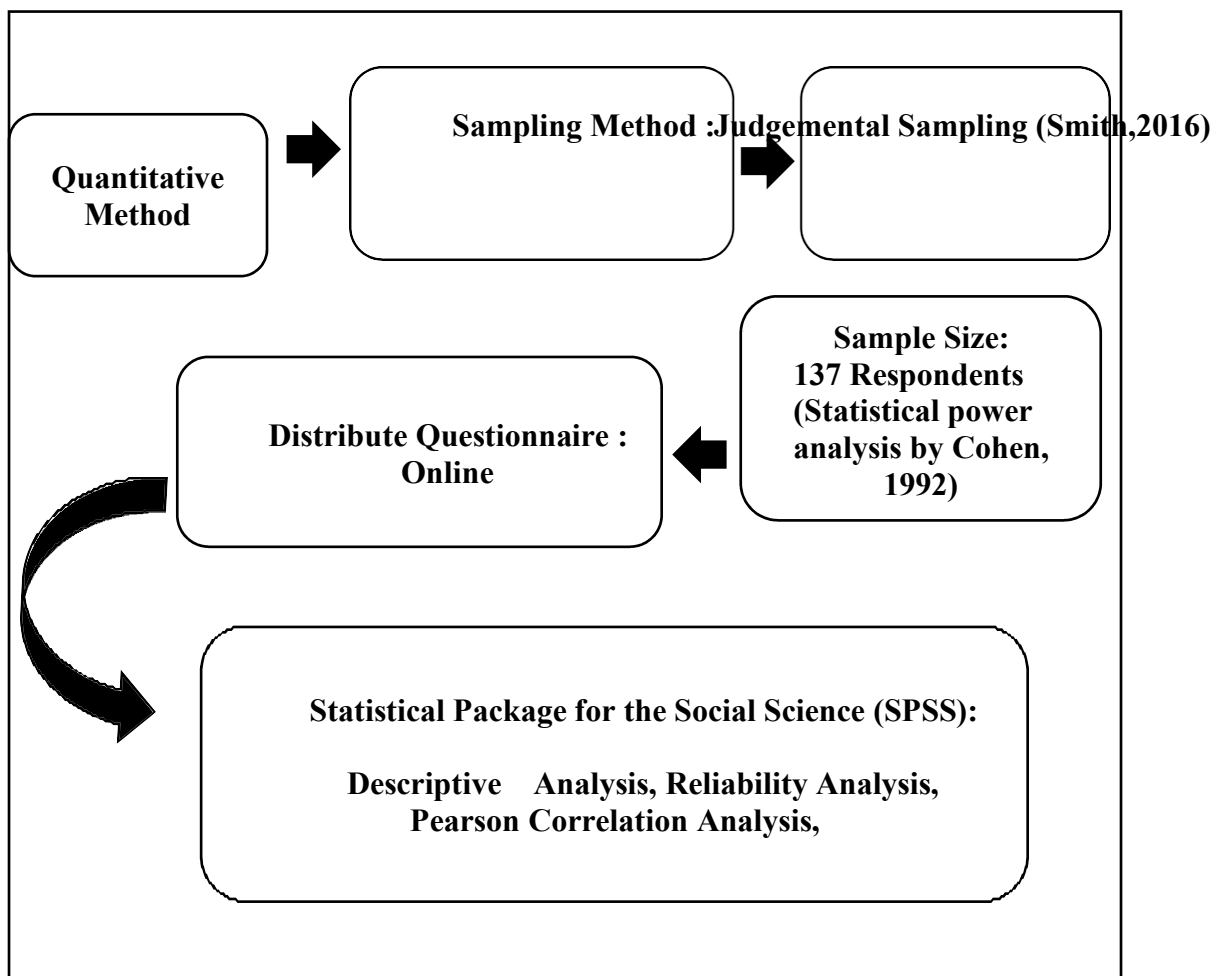 Quantitative
Method
Sampling Method :Judgemental Sampling (Smith,2016)
Sample Size:
137 Respondents
(Statistical power
analysis by Cohen,
1992)
Distribute Questionnaire :
Online
Statistical Package for the Social Science (SPSS):
Descriptive Analysis, Reliability Analysis,
Pearson Correlation Analysis,